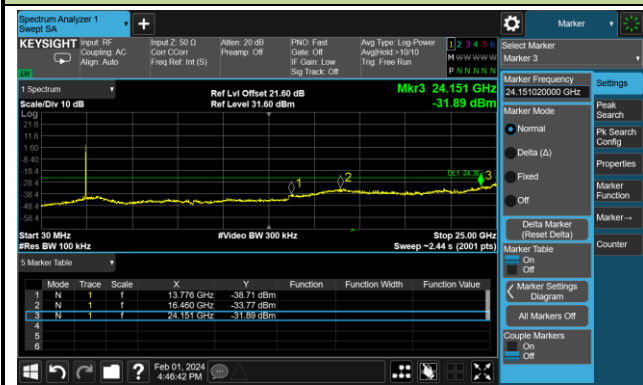 Spectrum Analyzer 1
Swept SA
+
Marker
KEYSIGHT
Input: RF
Coupling: AC
Align: Auto
Input Z: 50 Ω
Corr CCorr
Freq Ref: Int (S)
Atten: 20 dB
Preamp: Off
PNO: Fast
Gate: Off
IF Gain: Low
Sig Track: Off
Avg Type: Log-Power
Avg|Hold:>10/10
Trig: Free Run
1 2 3 4 5 6
M W W W W W
P N N N N N
LV
Select Marker
Marker 3
1 Spectrum
Scale/Div 10 dB
Ref Lvl Offset 21.60 dB
Ref Level 31.60 dBm
Mkr3 24.151 GHz
-31.89 dBm
Log
21.6
11.6
1.60
-8.40
-18.4
-28.4
-38.4
-48.4
-58.4
1
2
3
Start 30 MHz
#Res BW 100 kHz
#Video BW 300 kHz
Stop 25.00 GHz
Sweep ~2.44 s (2001 pts)
5 Marker Table
Mode Trace Scale X Y Function Function Width Function Value
1 N 1 f 13.776 GHz -38.71 dBm
2 N 1 f 16.460 GHz -33.77 dBm
3 N 1 f 24.151 GHz -31.89 dBm
4
5
6
Marker Frequency
24.151020000 GHz
Marker Mode
Normal
Delta (Δ)
Fixed
Off
Delta Marker
(Reset Delta)
Marker Table
On
Off
Marker Settings
Diagram
All Markers Off
Couple Markers
On
Off
Settings
Peak
Search
Pk Search
Config
Properties
Marker
Function
Marker→
Counter
?
Feb 01, 2024
4:46:42 PM